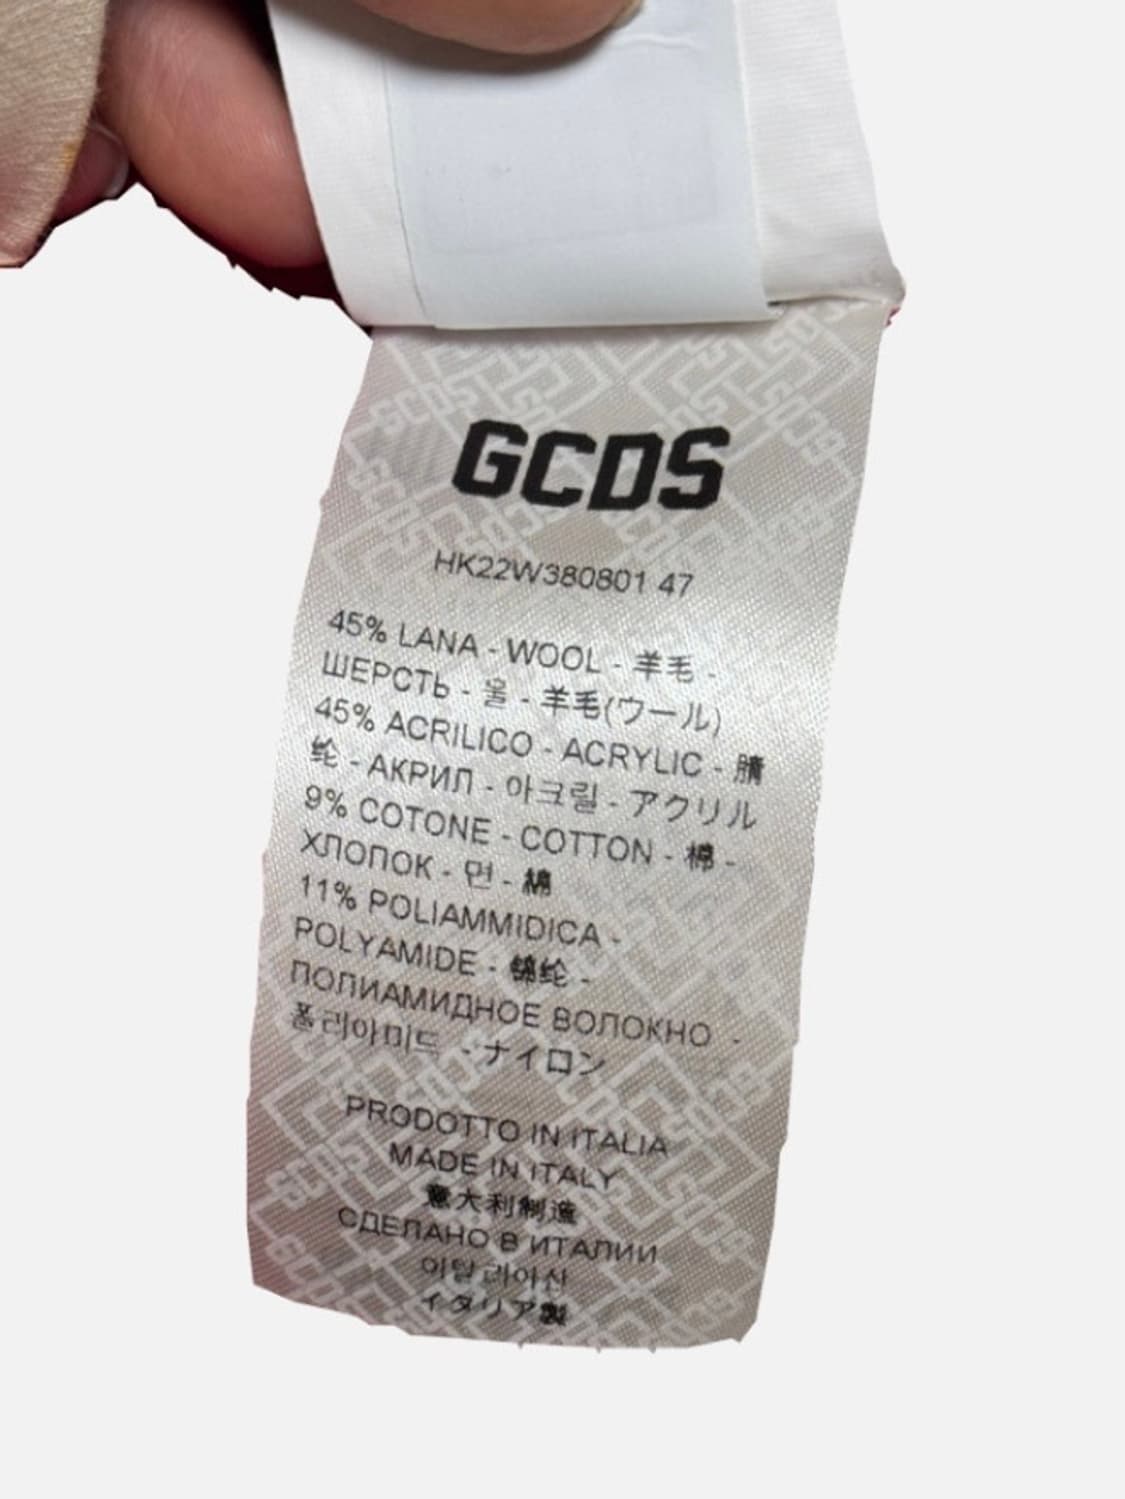 GCDS
HK22W380801 47
45% LANA - WOOL - 羊毛 -
ШЕРСТЬ - 울 - 羊毛(ウール)
45% ACRILICO - ACRYLIC - 腈
纶 - АКРИЛ - 아크릴 - アクリル
9% COTONE - COTTON - 棉 -
ХЛОПОК - 면 - 綿
11% POLIAMMIDICA -
POLYAMIDE - 锦纶 -
ПОЛИАМИДНОЕ ВОЛОКНО -
폴리아미드 - ナイロン
PRODOTTO IN ITALIA
MADE IN ITALY
意大利制造
СДЕЛАНО В ИТАЛИИ
이탈리아산
イタリア製